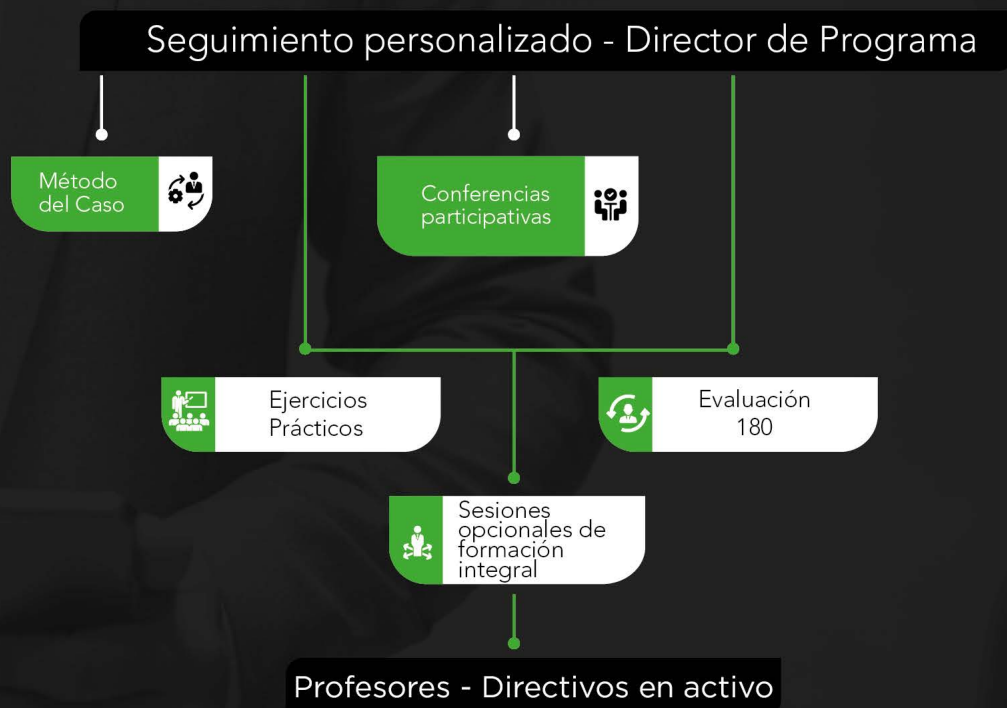 Seguimiento personalizado - Director de Programa
Método
del Caso
Conferencias
participativas
Ejercicios
Prácticos
Evaluación
180
Sesiones
opcionales de
formación
integral
Profesores - Directivos en activo